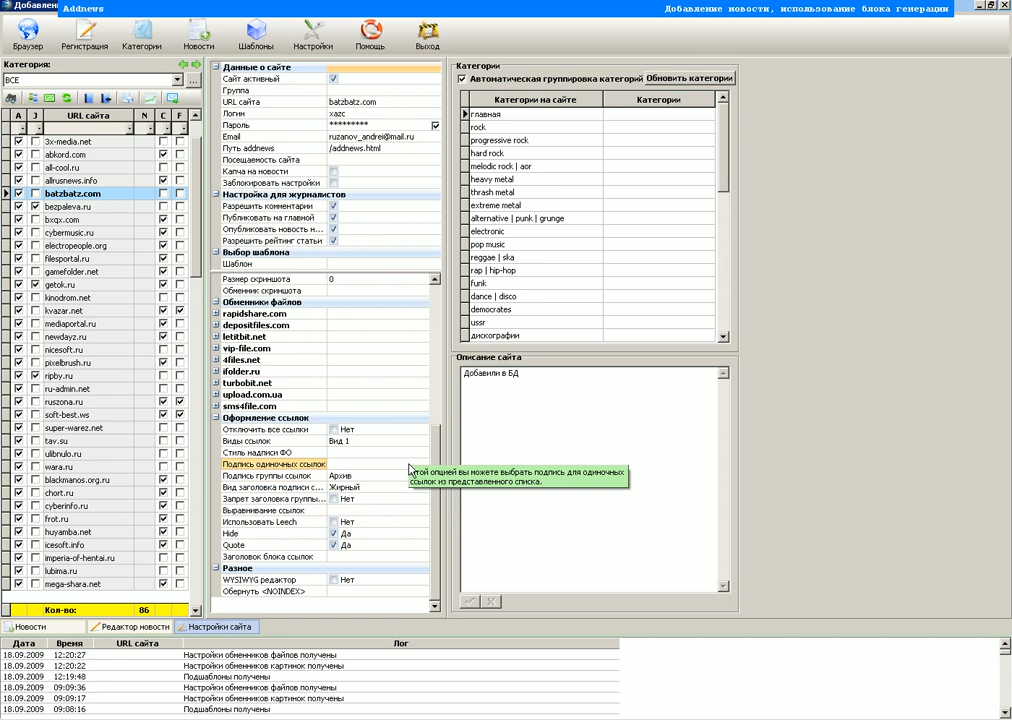 Добавлени
Addnews
Добавление новости, использование блока генерации
Браузер
Регистрация
Категории
Новости
Шаблоны
Настройки
Помощь
Выход
Категория:
ВСЕ
A J URL сайта N C F
3x-media.net
abkord.com
all-cool.ru
allrusnews.info
batzbatz.com
bezpaleva.ru
bxqx.com
cybermusic.ru
electropeople.org
filesportal.ru
gamefolder.net
getok.ru
kinodrom.net
kvazar.net
mediaportal.ru
newdayz.ru
nicesoft.ru
pixelbrush.ru
ripby.ru
ru-admin.net
ruszona.ru
soft-best.ws
super-warez.net
tav.su
ulibnulo.ru
wara.ru
blackmanos.org.ru
chort.ru
cyberinfo.ru
frot.ru
huyamba.net
icesoft.info
imperia-of-hentai.ru
lubima.ru
mega-shara.net
Кол-во: 86
Данные о сайте
Сайт активный
Группа
URL сайта batzbatz.com
Логин xazc
Пароль *********
Email ruzanov_andrei@mail.ru
Путь addnews /addnews.html
Посещаемость сайта
Капча на новости
Заблокировать настройки
Настройка для журналистов
Разрешить комментарии
Публиковать на главной
Опубликовать новость н...
Разрешить рейтинг статьи
Выбор шаблона
Шаблон
Размер скриншота 0
Обменник скриншота
Обменники файлов
rapidshare.com
depositfiles.com
letitbit.net
vip-file.com
4files.net
ifolder.ru
turbobit.net
upload.com.ua
sms4file.com
Оформление ссылок
Отключить все ссылки Нет
Виды ссылок Вид 1
Стиль надписи ФО
Подпись одиночных ссылок
Подпись группы ссылок Архив
Вид заголовка подписи с... Жирный
Запрет заголовка группы... Нет
Выравнивание ссылок
Использовать Leech Нет
Hide Да
Quote Да
Заголовок блока ссылок
Разное
WYSIWYG редактор Нет
Обернуть <NOINDEX>
той опцией вы можете выбрать подпись для одиночных
ссылок из представленного списка.
Категории
Автоматическая группировка категорий Обновить категории
Категории на сайте Категории
главная
rock
progressive rock
hard rock
melodic rock | aor
heavy metal
thrash metal
extreme metal
alternative | punk | grunge
electronic
pop music
reggae | ska
rap | hip-hop
funk
dance | disco
democrates
ussr
дискографии
Описание сайта
Добавили в БД
Новости Редактор новости Настройки сайта
Дата Время URL сайта Лог
18.09.2009 12:20:27 Настройки обменников файлов получены
18.09.2009 12:20:22 Настройки обменников картинок получены
18.09.2009 12:19:48 Подшаблоны получены
18.09.2009 09:09:36 Настройки обменников файлов получены
18.09.2009 09:09:17 Настройки обменников картинок получены
18.09.2009 09:08:16 Подшаблоны получены